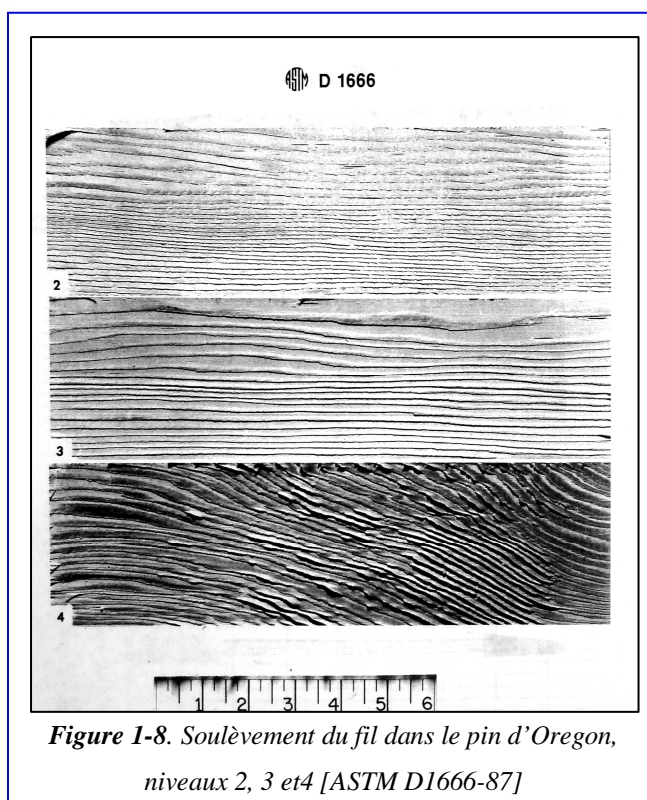 ASTM D 1666
2
3
4
1 2 3 4 5 6
Figure 1-8. Soulèvement du fil dans le pin d’Oregon,
niveaux 2, 3 et4 [ASTM D1666-87]